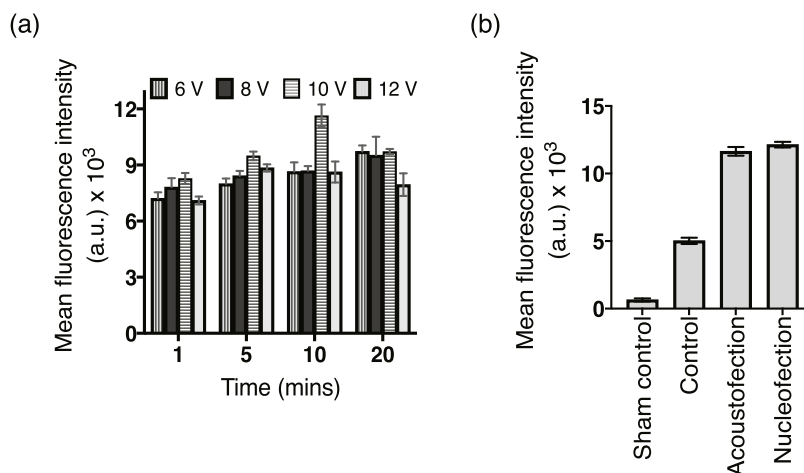 (a)
6 V 8 V 10 V 12 V
Mean fluorescence intensity
(a.u.) x 10³
12
9
6
3
0
1 5 10 20
Time (mins)
(b)
Mean fluorescence intensity
(a.u.) x 10³
15
10
5
0
Sham control
Control
Acoustofection
Nucleofection